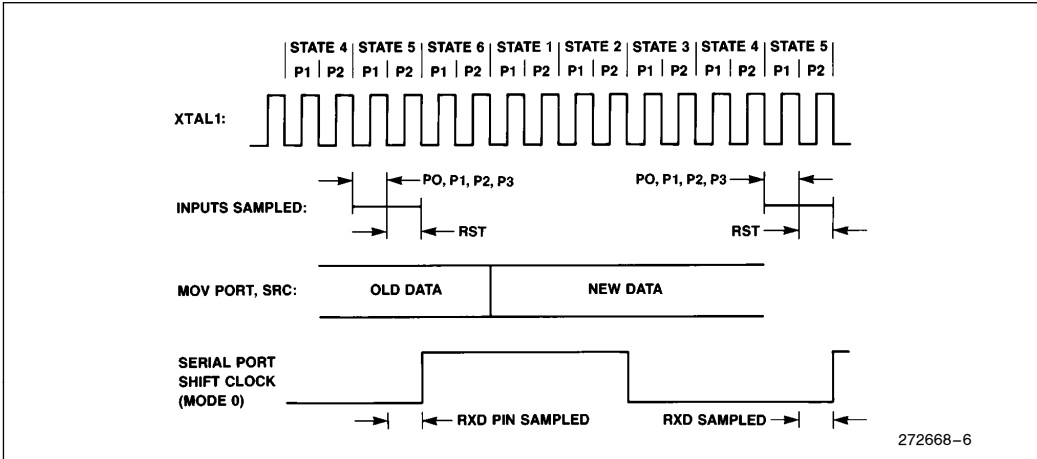 STATE 4 STATE 5 STATE 6 STATE 1 STATE 2 STATE 3 STATE 4 STATE 5
P1 P2 P1 P2 P1 P2 P1 P2 P1 P2 P1 P2 P1 P2 P1 P2
XTAL1:
PO, P1, P2, P3 PO, P1, P2, P3
INPUTS SAMPLED:
RST RST
MOV PORT, SRC: OLD DATA NEW DATA
SERIAL PORT
SHIFT CLOCK
(MODE 0)
RXD PIN SAMPLED RXD SAMPLED
272668–6